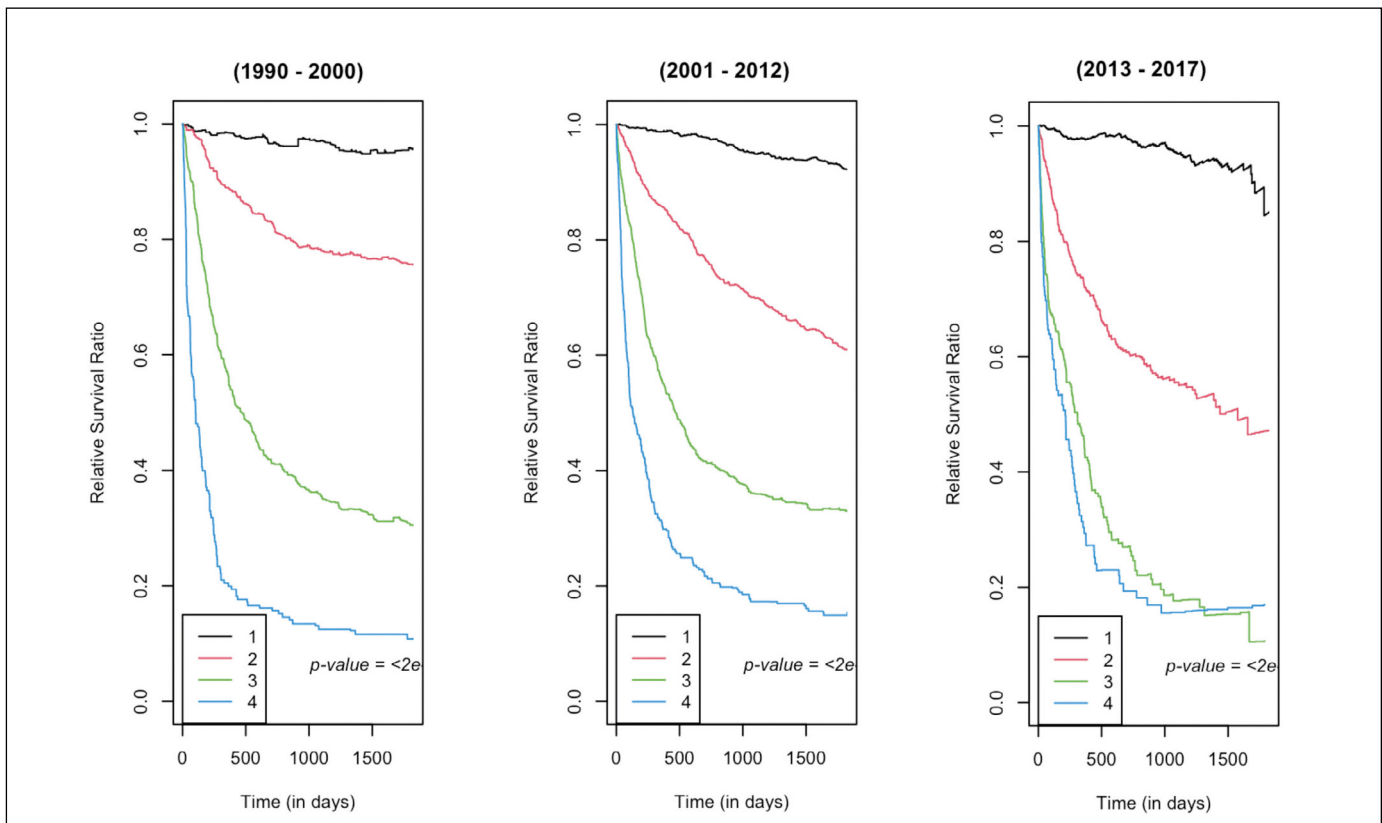 (1990 - 2000)
Relative Survival Ratio
1.0
0.8
0.6
0.4
0.2
0.0
1
2
3
4
p-value = <2e-
0 500 1000 1500
Time (in days)
(2001 - 2012)
Relative Survival Ratio
1.0
0.8
0.6
0.4
0.2
0.0
1
2
3
4
p-value = <2e-
0 500 1000 1500
Time (in days)
(2013 - 2017)
Relative Survival Ratio
1.0
0.8
0.6
0.4
0.2
0.0
1
2
3
4
p-value = <2e-
0 500 1000 1500
Time (in days)